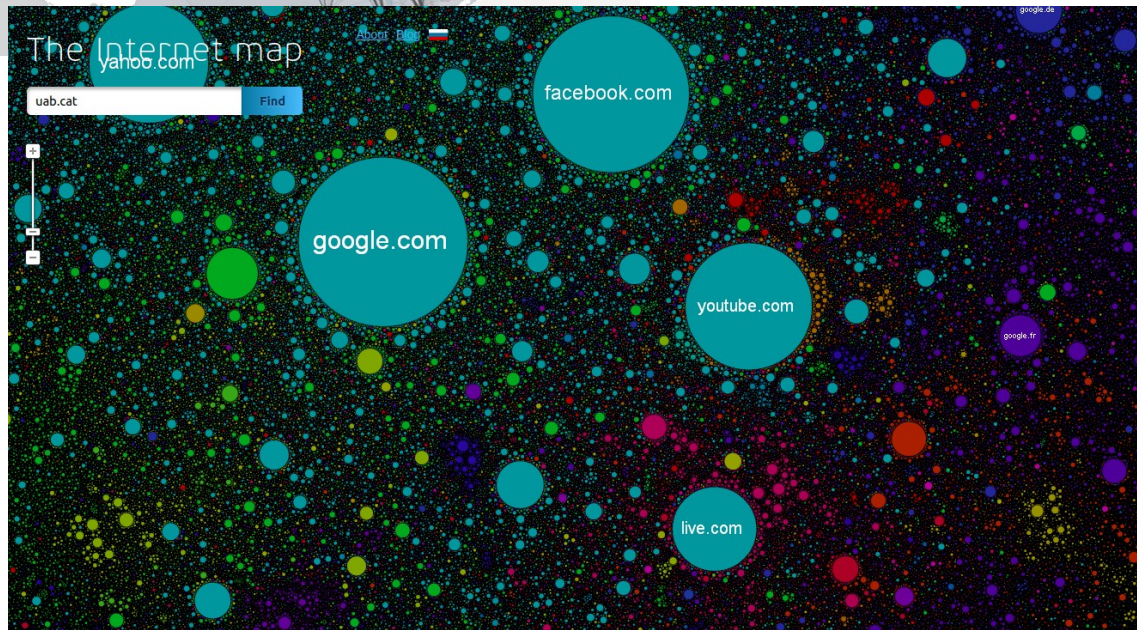 The Internet map
About Blog
yahoo.com
uab.cat
Find
facebook.com
google.de
google.com
youtube.com
google.fr
live.com